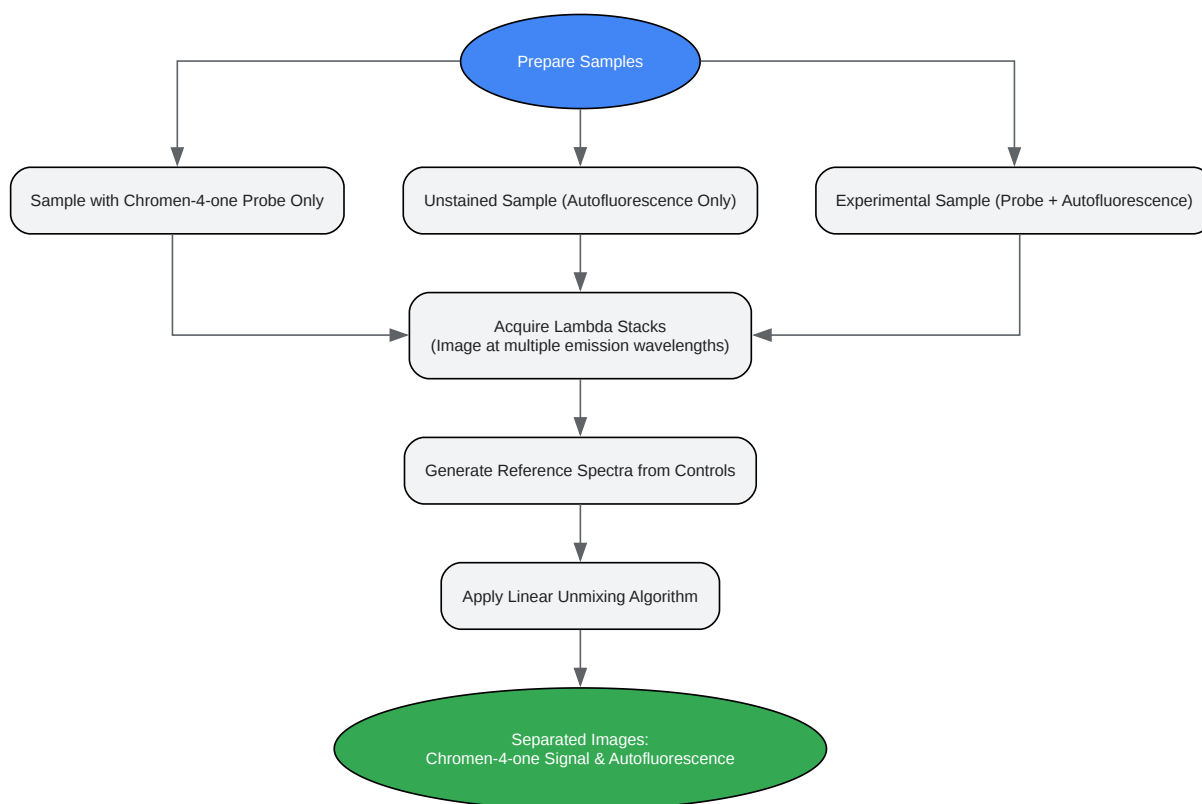 Prepare Samples
Sample with Chromen-4-one Probe Only
Unstained Sample (Autofluorescence Only)
Experimental Sample (Probe + Autofluorescence)
Acquire Lambda Stacks
(Image at multiple emission wavelengths)
Generate Reference Spectra from Controls
Apply Linear Unmixing Algorithm
Separated Images:
Chromen-4-one Signal & Autofluorescence